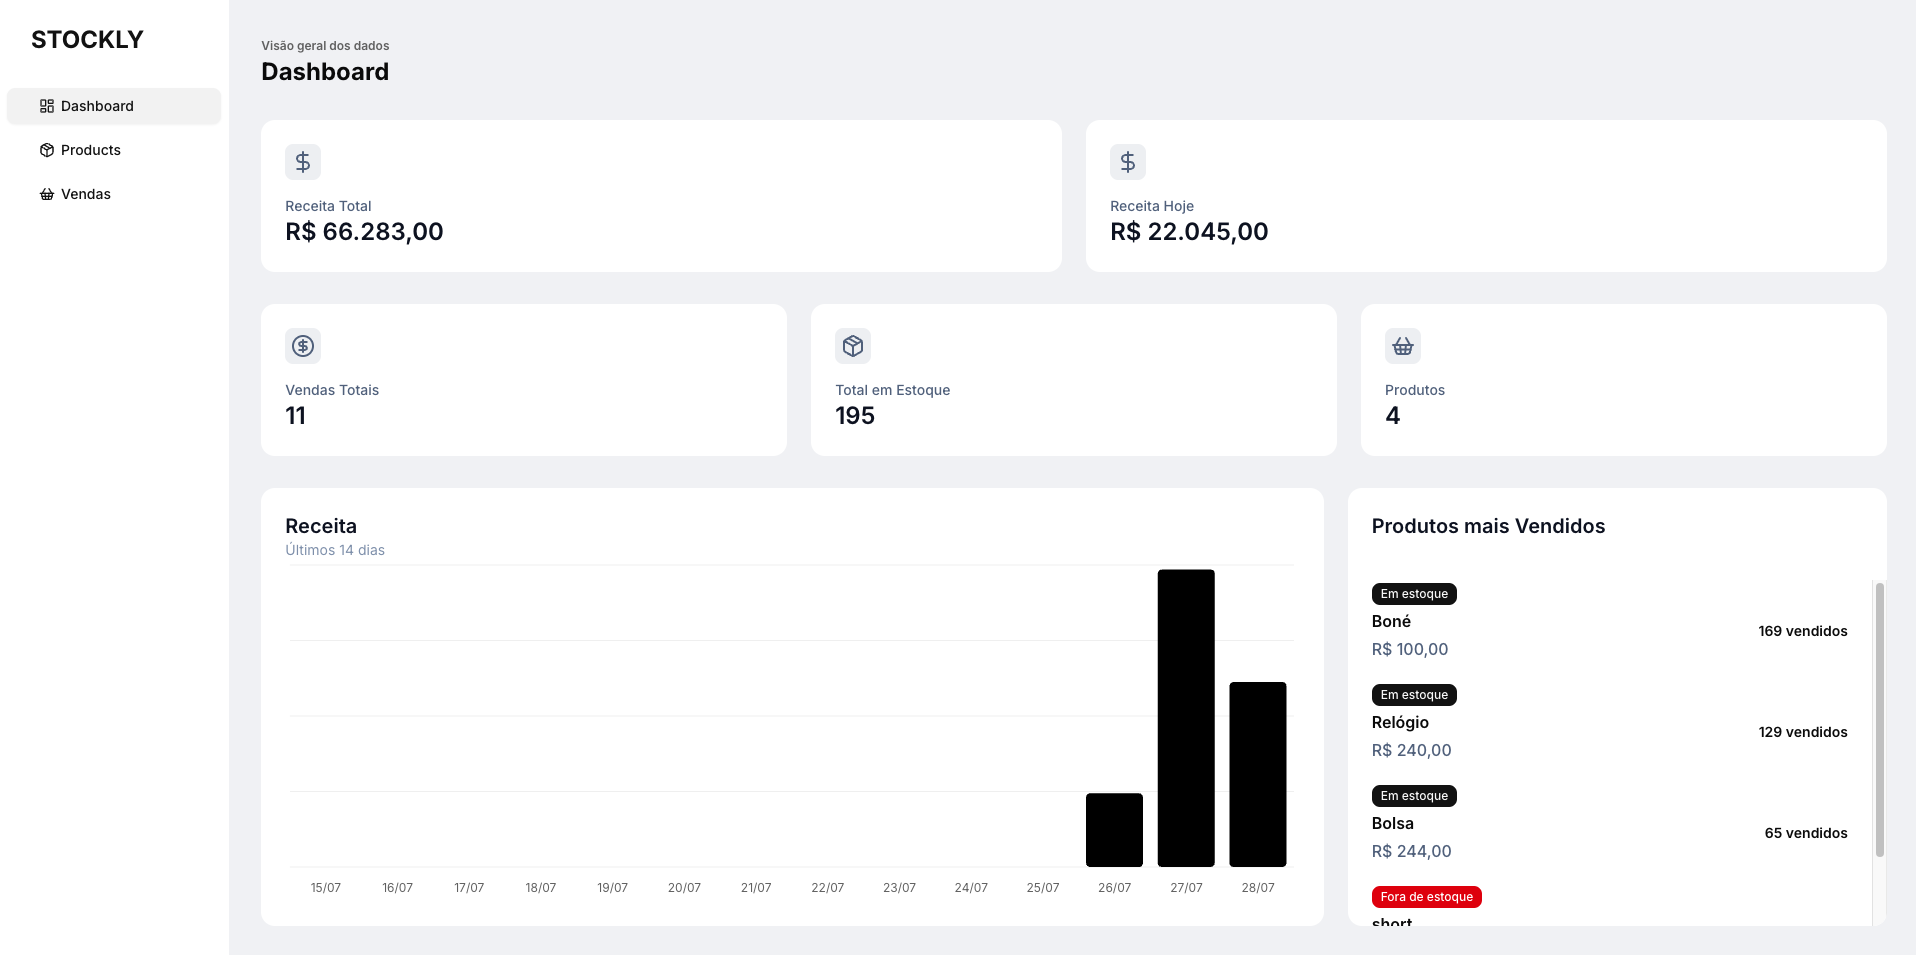 STOCKLY
Dashboard
Products
Vendas
Visão geral dos dados
Dashboard
Receita Total
R$ 66.283,00
Receita Hoje
R$ 22.045,00
Vendas Totais
11
Total em Estoque
195
Produtos
4
Receita
Últimos 14 dias
15/07 16/07 17/07 18/07 19/07 20/07 21/07 22/07 23/07 24/07 25/07 26/07 27/07 28/07
Produtos mais Vendidos
Em estoque
Boné
R$ 100,00
169 vendidos
Em estoque
Relógio
R$ 240,00
129 vendidos
Em estoque
Bolsa
R$ 244,00
65 vendidos
Fora de estoque
short